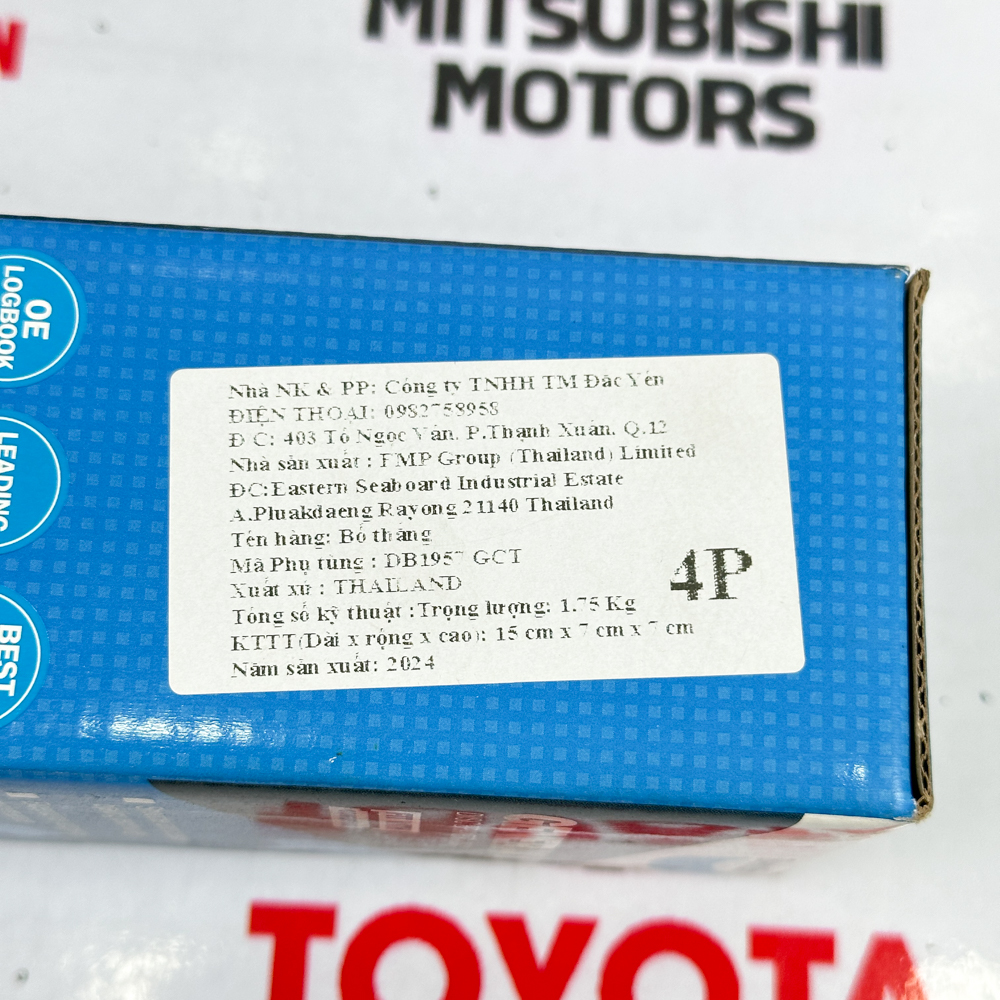 MITSUBISHI
MOTORS
N
OE
LOGBOOK
LEADING
BEST
Nhà NK & PP: Công ty TNHH TM Đăc Yến
ĐIỆN THOẠI: 0982758958
Đ C: 403 Tô Ngọc Vân. P.Thạnh Xuân. Q.12
Nhà sản xuất : FMP Group (Thailand) Limited
ĐC:Eastern Seaboard Industrial Estate
A.Pluakdaeng Rayong 21140 Thailand
Tên hàng: Bố thắng
Mã Phụ tùng : DB1957 GCT
Xuất xứ : THAILAND
4P
Tổng số kỹ thuật :Trọng lượng: 1.75 Kg
KTTT(Dài x rộng x cao): 15 cm x 7 cm x 7 cm
Năm sản xuất: 2024
TOYOTA